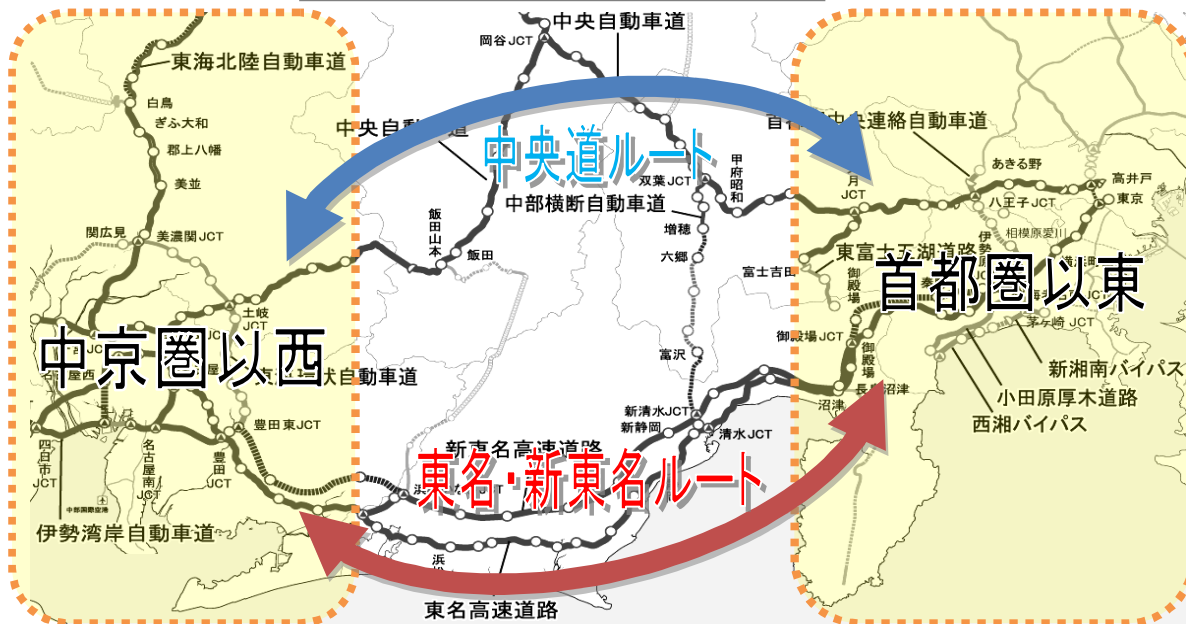 中央自動車道
岡谷JCT
東海北陸自動車道
白鳥
ぎふ大和
郡上八幡
美並
関広見
美濃関JCT
中央道ルート
双葉JCT
甲府昭和
中部横断自動車道
増穂
六郷
富沢
飯田山本
飯田
あきる野
高井戸
東京
八王子JCT
相模原愛川
東富士五湖道路
富士吉田
首都圏以東
御殿場
御殿場JCT
御殿場
茅ヶ崎JCT
新湘南バイパス
小田原厚木道路
西湘バイパス
沼津
土岐JCT
中京圏以西
豊田東JCT
豊田JCT
名古屋南JCT
四日市JCT
中部国際空港
伊勢湾岸自動車道
新清水JCT
新静岡
清水JCT
新東名高速道路
東名・新東名ルート
東名高速道路